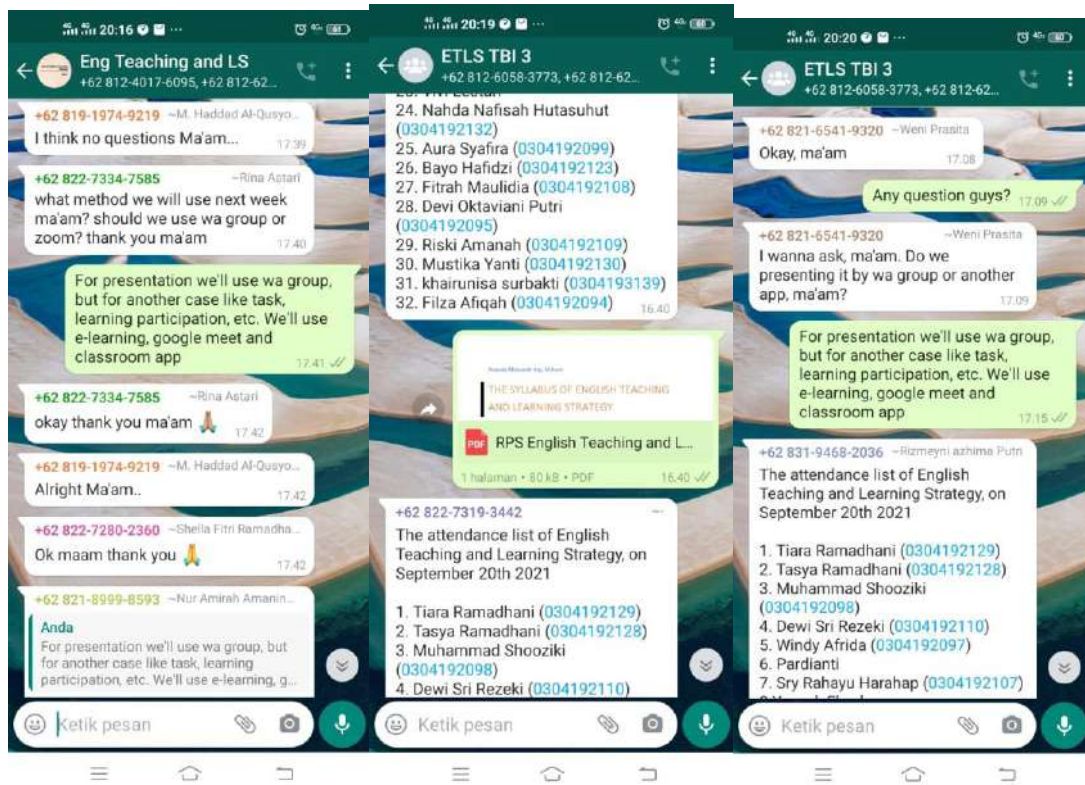 20:16
Eng Teaching and LS
+62 812-4017-6095, +62 812-62...
+62 819-1974-9219 ~M. Haddad Al-Qusyo...
I think no questions Ma'am...
17.39
+62 822-7334-7585 ~Rina Astari
what method we will use next week
ma'am? should we use wa group or
zoom? thank you ma'am
17.40
For presentation we'll use wa group,
but for another case like task,
learning participation, etc. We'll use
e-learning, google meet and
classroom app
17.41
+62 822-7334-7585 ~Rina Astari
okay thank you ma'am 🙏
17.42
+62 819-1974-9219 ~M. Haddad Al-Qusyo...
Alright Ma'am..
17.42
+62 822-7280-2360 ~Sheila Fitri Ramadha...
Ok maam thank you 🙏
17.42
+62 821-8999-8593 ~Nur Amirah Amanin...
Anda
For presentation we'll use wa group, but
for another case like task, learning
participation, etc. We'll use e-learning, g...
Ketik pesan
20:19
ETLS TBI 3
+62 812-6058-3773, +62 812-62...
24. Nahda Nafisah Hutasuhut
(0304192132)
25. Aura Syafira (0304192099)
26. Bayo Hafidzi (0304192123)
27. Fitrah Maulidia (0304192108)
28. Devi Oktaviani Putri
(0304192095)
29. Riski Amanah (0304192109)
30. Mustika Yanti (0304192130)
31. khairunisa surbakti (0304193139)
32. Filza Afiqah (0304192094)
16.40
THE SYLLABUS OF ENGLISH TEACHING
AND LEARNING STRATEGY
PDF
RPS English Teaching and L...
1 halaman • 80 kB • PDF
16.40
+62 822-7319-3442
The attendance list of English
Teaching and Learning Strategy, on
September 20th 2021
1. Tiara Ramadhani (0304192129)
2. Tasya Ramadhani (0304192128)
3. Muhammad Shooziki
(0304192098)
4. Dewi Sri Rezeki (0304192110)
Ketik pesan
20:20
ETLS TBI 3
+62 812-6058-3773, +62 812-62...
+62 821-6541-9320 ~Weni Prasita
Okay, ma'am
17.08
Any question guys?
17.09
+62 821-6541-9320 ~Weni Prasita
I wanna ask, ma'am. Do we
presenting it by wa group or another
app, ma'am?
17.09
For presentation we'll use wa group,
but for another case like task,
learning participation, etc. We'll use
e-learning, google meet and
classroom app
17.15
+62 831-9468-2036 ~Rizmeyni azhima Putri
The attendance list of English
Teaching and Learning Strategy, on
September 20th 2021
1. Tiara Ramadhani (0304192129)
2. Tasya Ramadhani (0304192128)
3. Muhammad Shooziki
(0304192098)
4. Dewi Sri Rezeki (0304192110)
5. Windy Afrida (0304192097)
6. Pardianti
7. Sry Rahayu Harahap (0304192107)
Ketik pesan